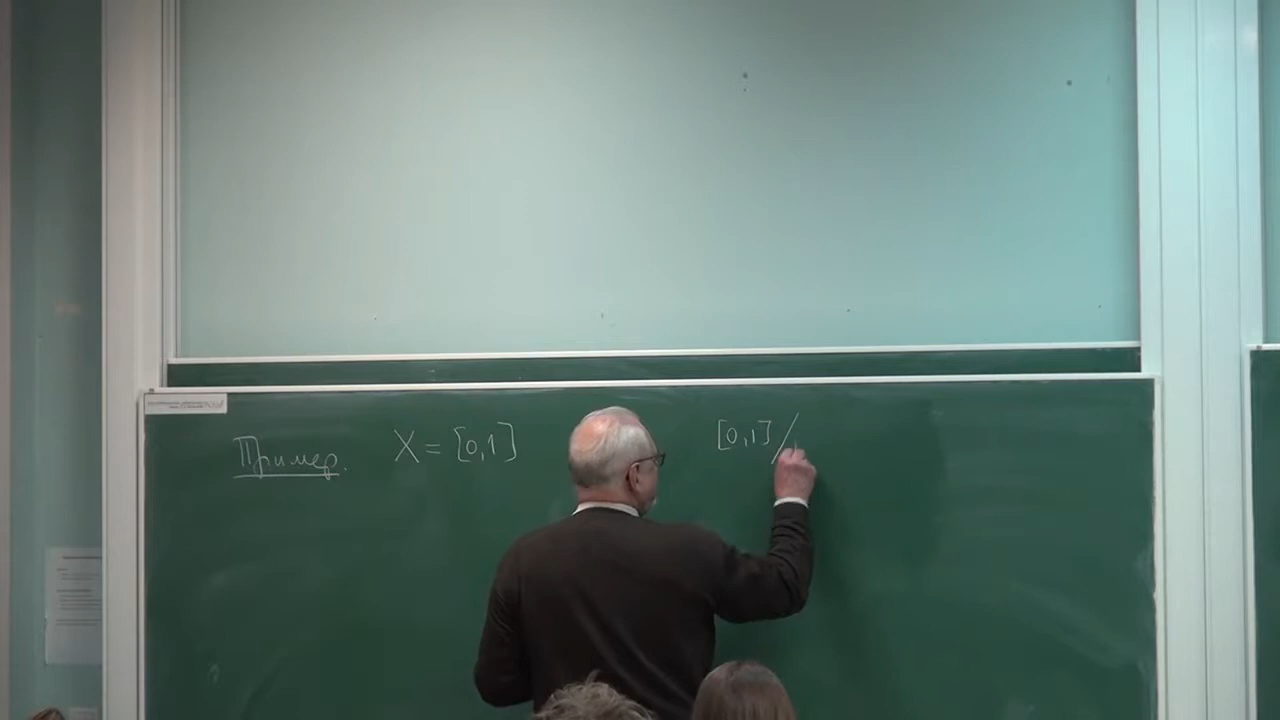 Пример. X = [0,1] [0,1]/